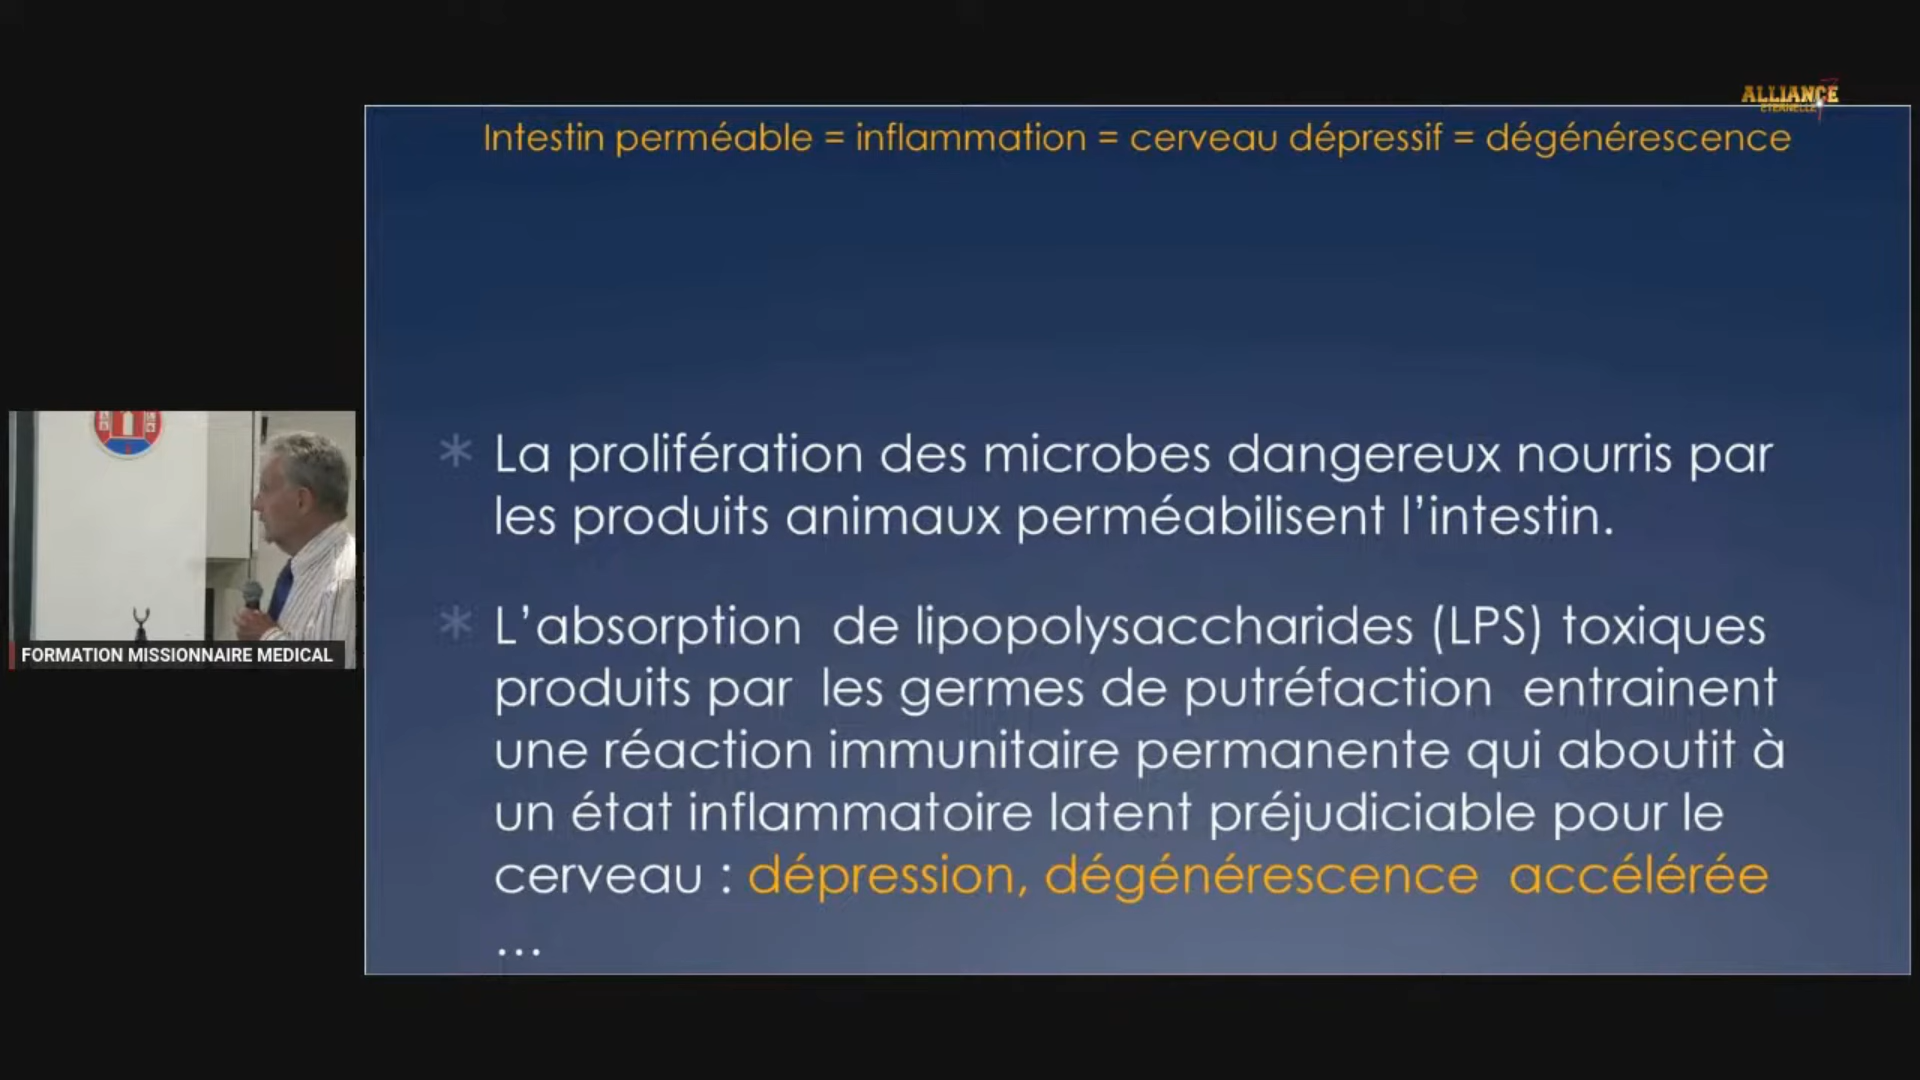 ALLIANCE
ETERNELLE
Intestin perméable = inflammation = cerveau dépressif = dégénérescence
* La prolifération des microbes dangereux nourris par
les produits animaux perméabilisent l’intestin.
* L’absorption de lipopolysaccharides (LPS) toxiques
produits par les germes de putréfaction entrainent
une réaction immunitaire permanente qui aboutit à
un état inflammatoire latent préjudiciable pour le
cerveau : dépression, dégénérescence accélérée
...
FORMATION MISSIONNAIRE MEDICAL